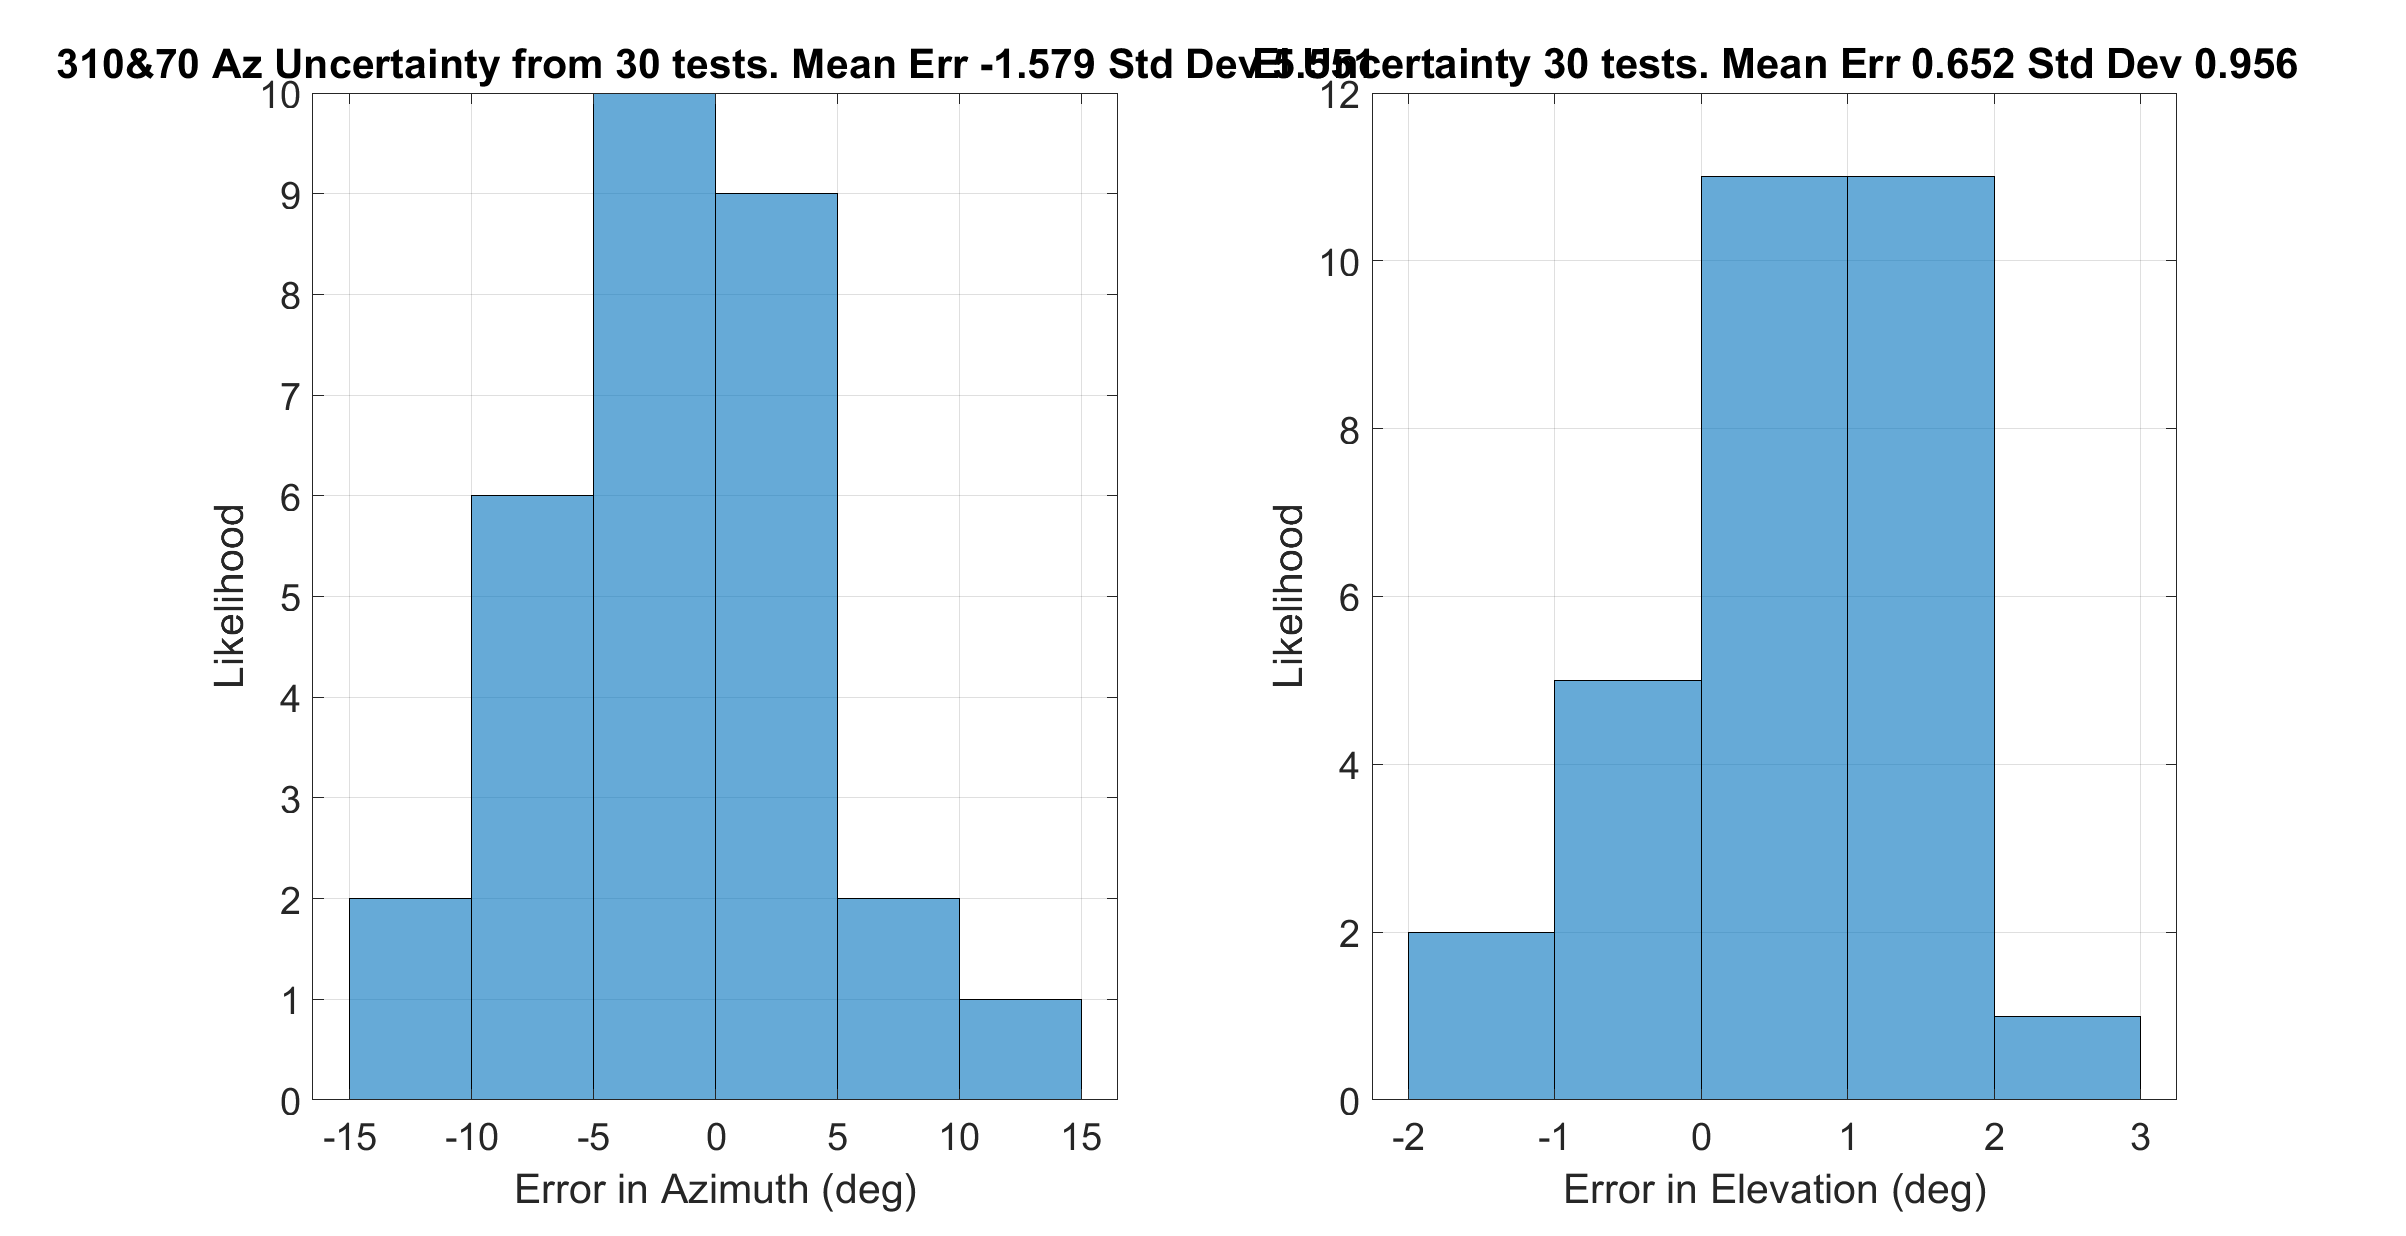 310&70 Az Uncertainty from 30 tests. Mean Err -1.579 Std Dev 5.551
El Uncertainty 30 tests. Mean Err 0.652 Std Dev 0.956
10
9
8
7
6
5
4
3
2
1
0
Likelihood
-15 -10 -5 0 5 10 15
Error in Azimuth (deg)
12
10
8
6
4
2
0
Likelihood
-2 -1 0 1 2 3
Error in Elevation (deg)